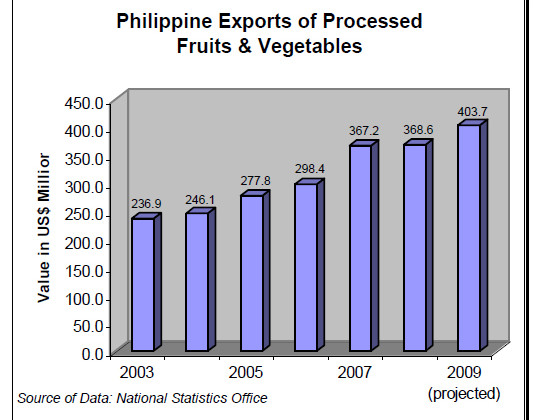 Philippine Exports of Processed
Fruits & Vegetables
Value in US$ Millior
450.0
400.0
350.0
300.0
250.0
200.0
150.0
100.0
50.0
0.0
236.9
246.1
277.8
298.4
367.2
368.6
403.7
2003 2005 2007 2009
(projected)
Source of Data: National Statistics Office